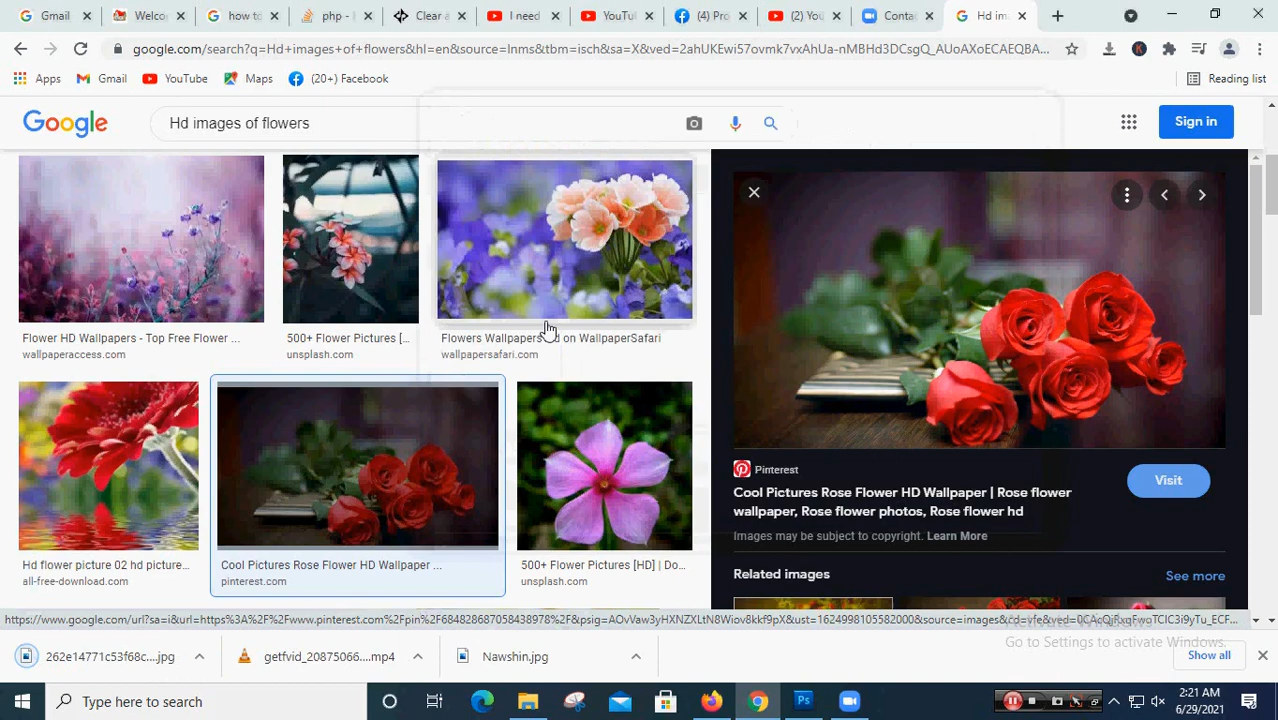 Gmail
Welcom
how to
php -
Clear a
I need
YouTu
(4) Pro
(2) You
Contac
Hd ima
google.com/search?q=Hd+images+of+flowers&hl=en&source=lnms&tbm=isch&sa=X&ved=2ahUKEwi57ovmk7vxAhUa-nMBHd3DCsgQ_AUoAXoECAEQBA...
Apps
Gmail
YouTube
Maps
(20+) Facebook
Reading list
Google
Hd images of flowers
Sign in
Flower HD Wallpapers - Top Free Flower ...
wallpaperaccess.com
500+ Flower Pictures [...
unsplash.com
Flowers Wallpapers on WallpaperSafari
wallpapersafari.com
Hd flower picture 02 hd picture...
all-free-download.com
Cool Pictures Rose Flower HD Wallpaper ...
pinterest.com
500+ Flower Pictures [HD] | Do...
unsplash.com
Pinterest
Cool Pictures Rose Flower HD Wallpaper | Rose flower
wallpaper, Rose flower photos, Rose flower hd
Visit
Images may be subject to copyright. Learn More
Related images
See more
Activate Windows
Go to Settings to activate Windows.
262e14771c53f68c....jpg
getfvid_20875066....mp4
Nawshin.jpg
Show all
Type here to search
2:21 AM
6/29/2021